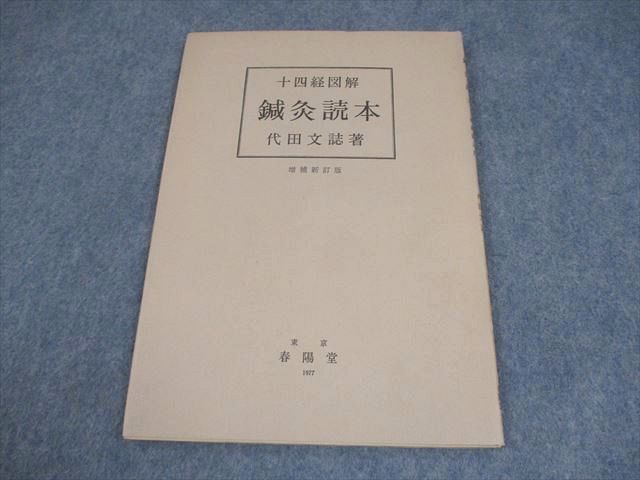 十四経図解
鍼灸読本
代田文誌著
増補新訂版
東京
春陽堂
1977